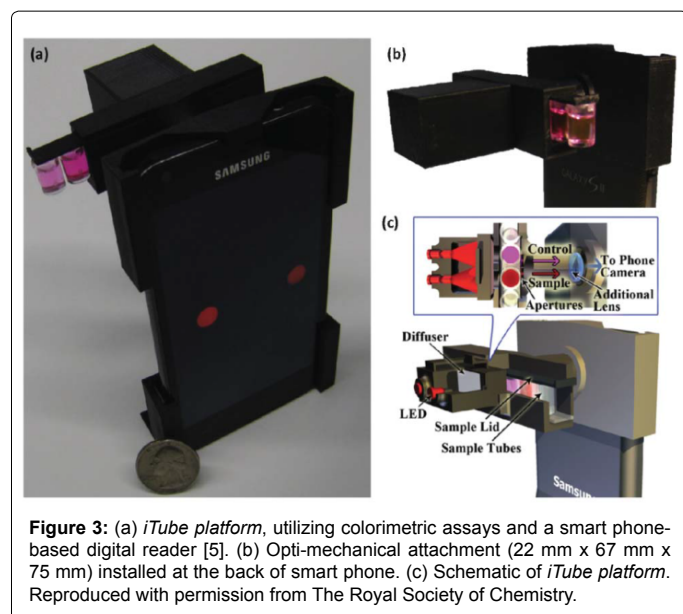 (a)
SAMSUNG
(b)
(c)
Control
To Phone
Camera
Sample
Apertures
Additional
Lens
Diffuser
LED
Sample Lid
Sample Tubes
Samsun
Figure 3: (a) iTube platform, utilizing colorimetric assays and a smart phone-
based digital reader [5]. (b) Opti-mechanical attachment (22 mm x 67 mm x
75 mm) installed at the back of smart phone. (c) Schematic of iTube platform.
Reproduced with permission from The Royal Society of Chemistry.